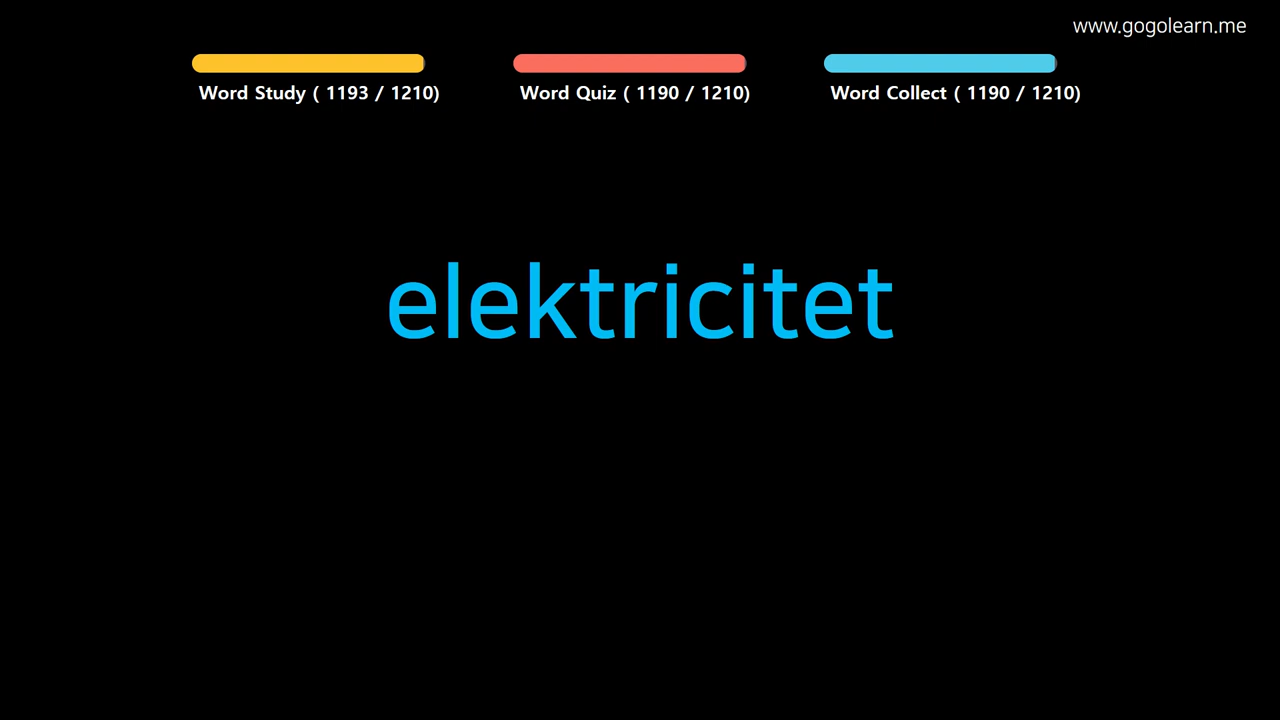 www.gogolearn.me
Word Study ( 1193 / 1210)
Word Quiz ( 1190 / 1210)
Word Collect ( 1190 / 1210)
elektricitet